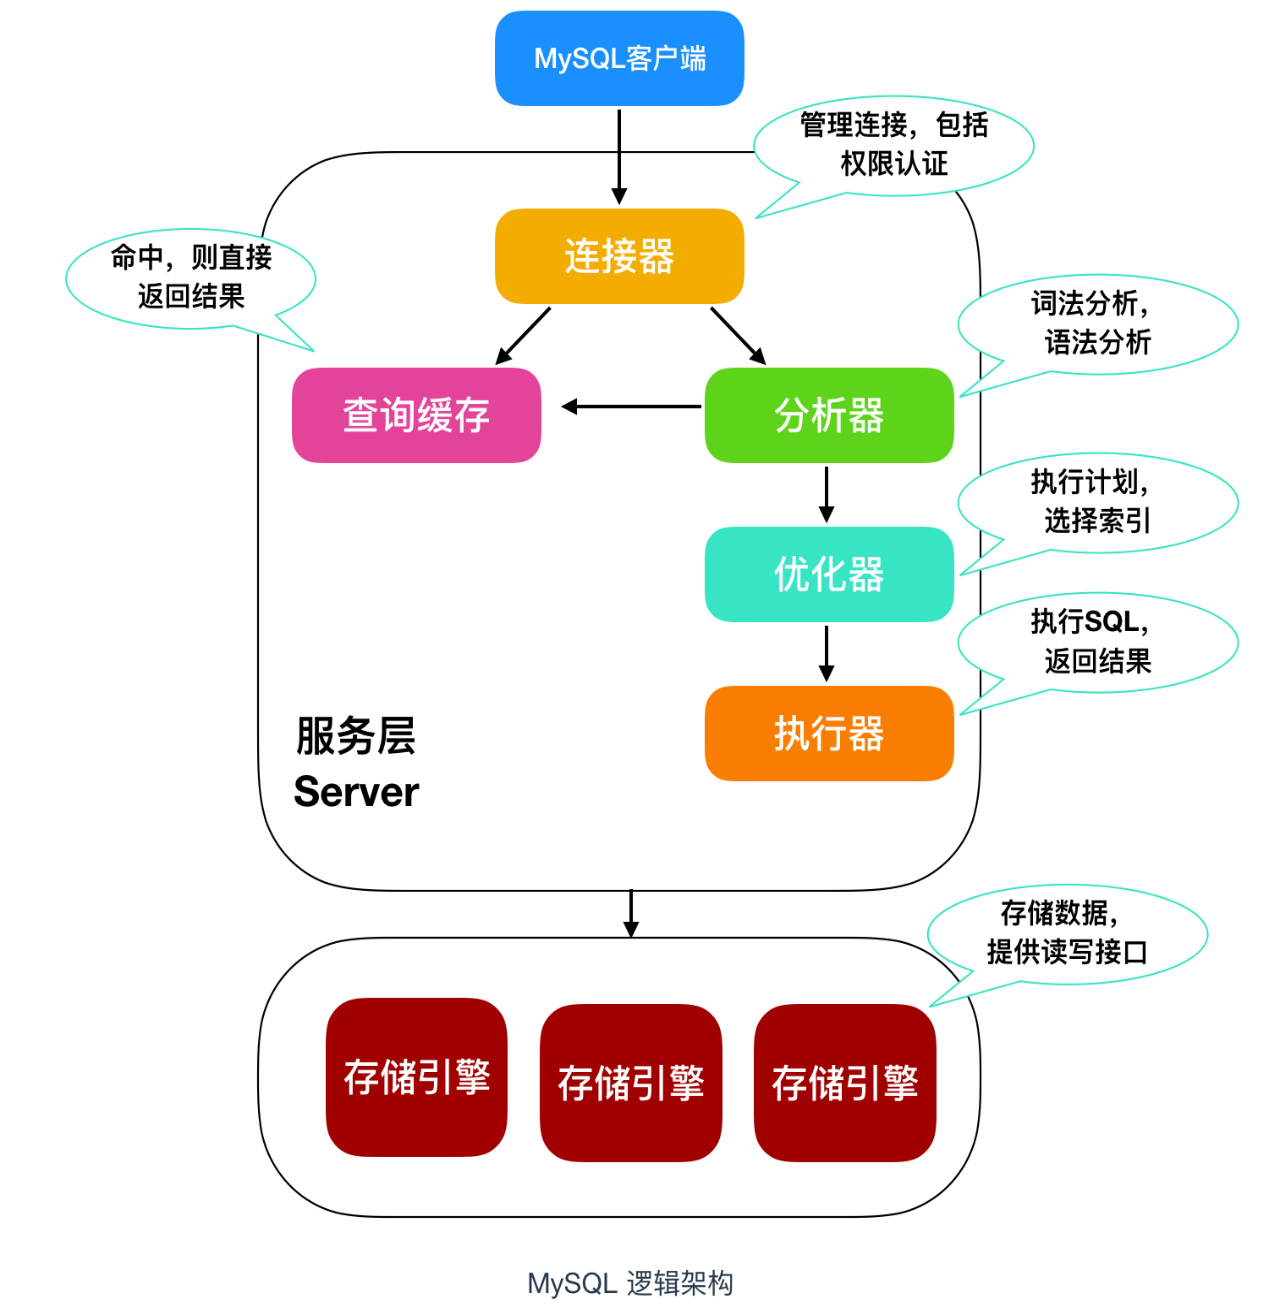 MySQL客户端
管理连接，包括
权限认证
连接器
命中，则直接
返回结果
词法分析，
语法分析
查询缓存
分析器
执行计划，
选择索引
优化器
执行SQL，
返回结果
执行器
服务层
Server
存储数据，
提供读写接口
存储引擎
存储引擎
存储引擎
MySQL 逻辑架构